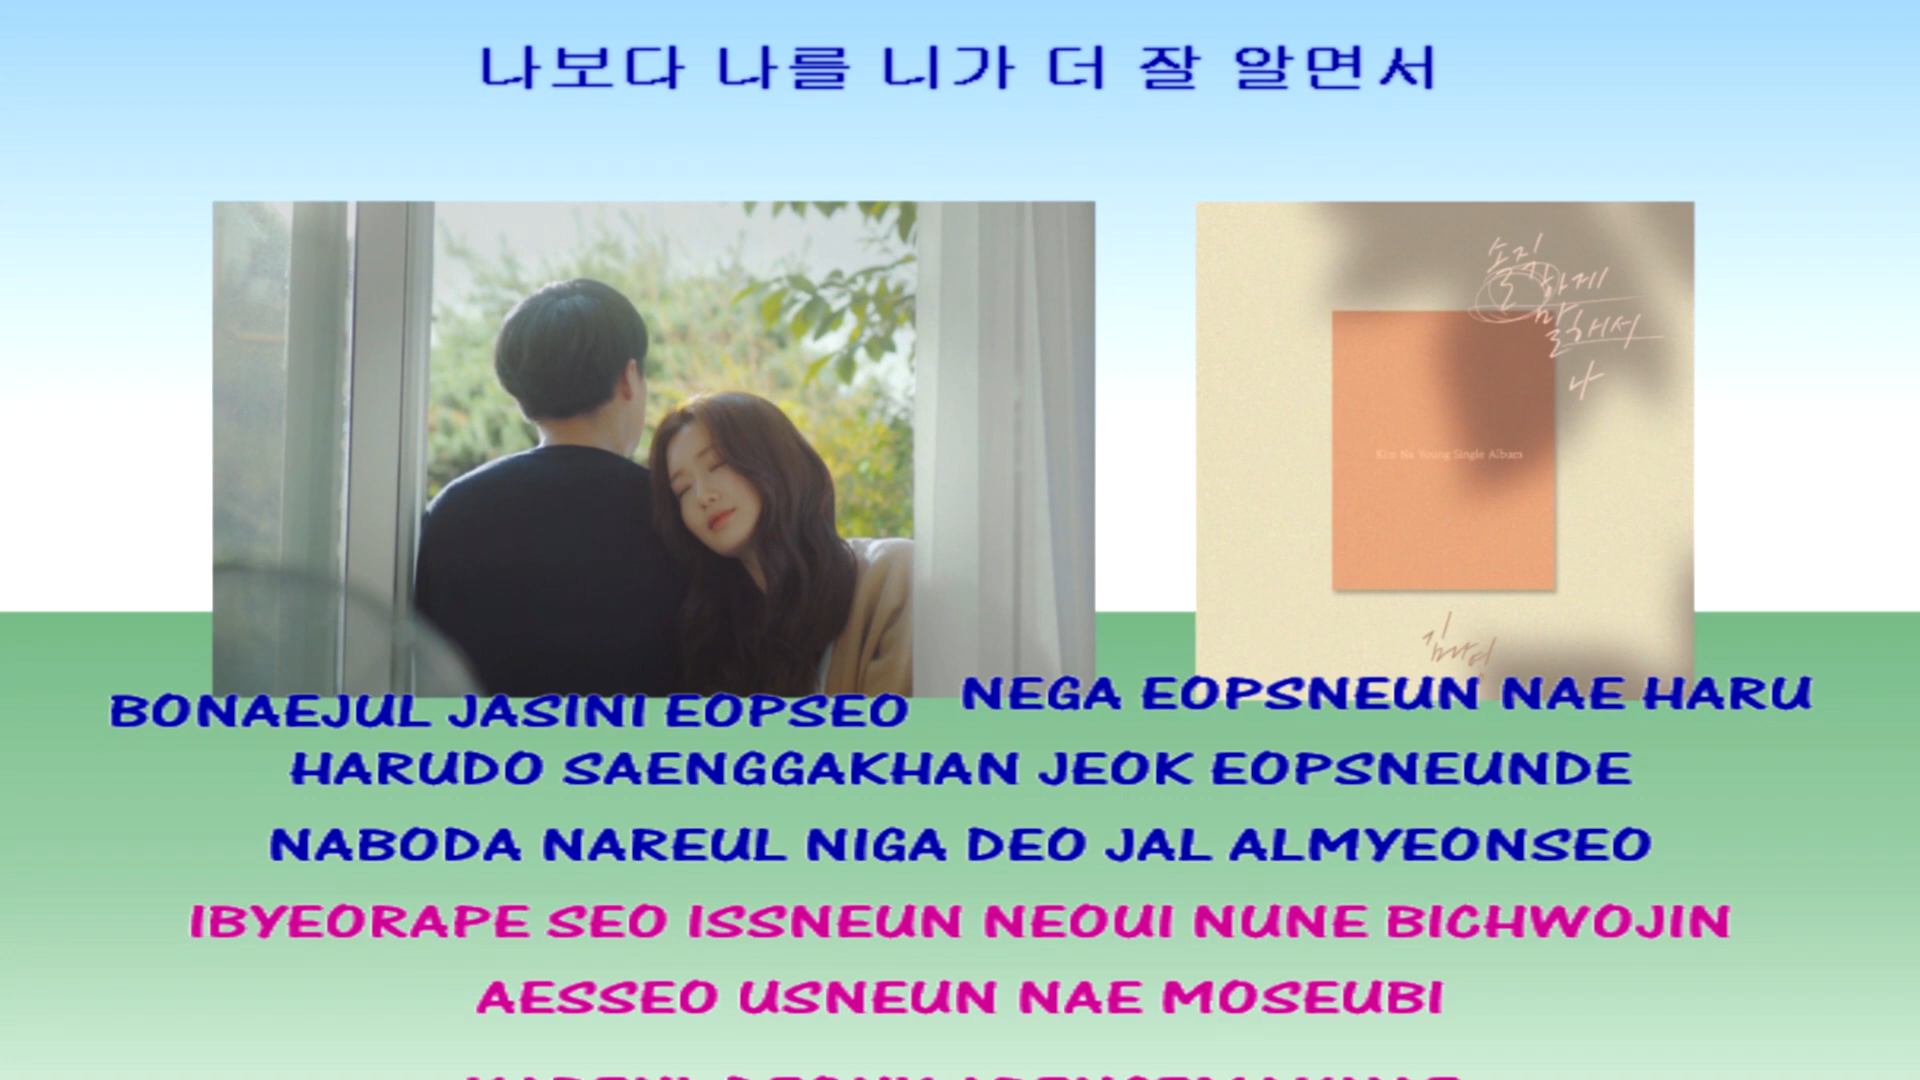 나보다 나를 니가 더 잘 알면서
솔직하게
말해서
나
Kim Na Young Single Album
김나영
BONAEJUL JASINI EOPSEO
NEGA EOPSNEUN NAE HARU
HARUDO SAENGGAKHAN JEOK EOPSNEUNDE
NABODA NAREUL NIGA DEO JAL ALMYEONSEO
IBYEORAPE SEO ISSNEUN NEOUI NUNE BICHWOJIN
AESSEO USNEUN NAE MOSEUBI